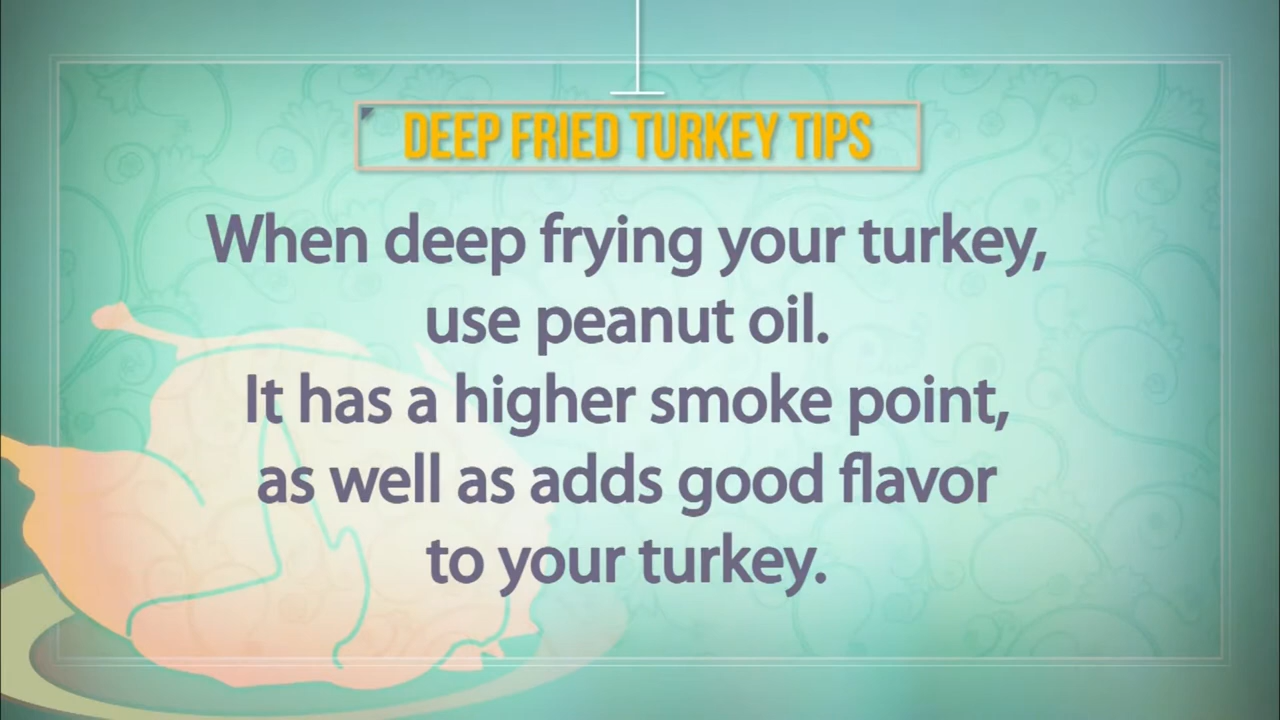 DEEP FRIED TURKEY TIPS
When deep frying your turkey,
use peanut oil.
It has a higher smoke point,
as well as adds good flavor
to your turkey.